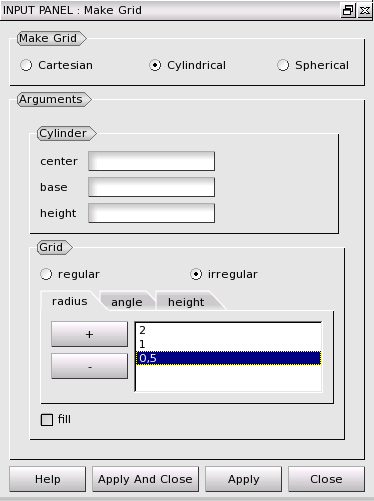 INPUT PANEL : Make Grid
Make Grid
Cartesian Cylindrical Spherical
Arguments
Cylinder
center
base
height
Grid
regular irregular
radius angle height
+
-
2
1
0,5
fill
Help Apply And Close Apply Close